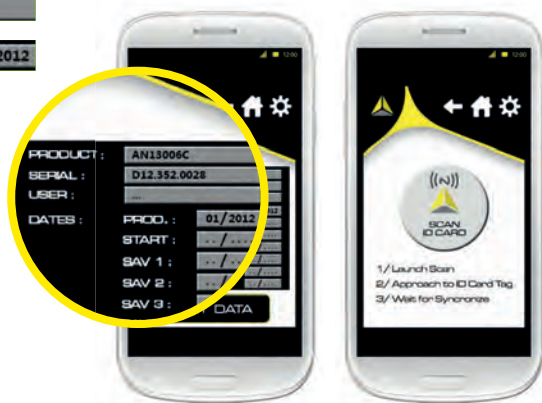 2012
12:00
PRODUCT : AN13006C
SERIAL : D12.352.0028
USER : ...
DATES : PROD. : 01/2012
START : .. / ....
SAV 1 : .. / ...
SAV 2 : .. / ...
SAV 3 :
DATA
12:00
((N))
SCAN
ID CARD
1/ Launch Scan
2/ Approach to ID Card Tag
3/ Wait for Syncronize